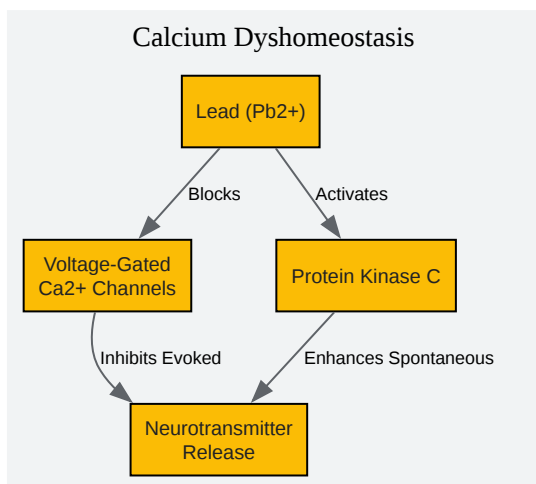 Calcium Dyshomeostasis
Lead (Pb2+)
Blocks
Activates
Voltage-Gated
Ca2+ Channels
Protein Kinase C
Inhibits Evoked
Enhances Spontaneous
Neurotransmitter
Release